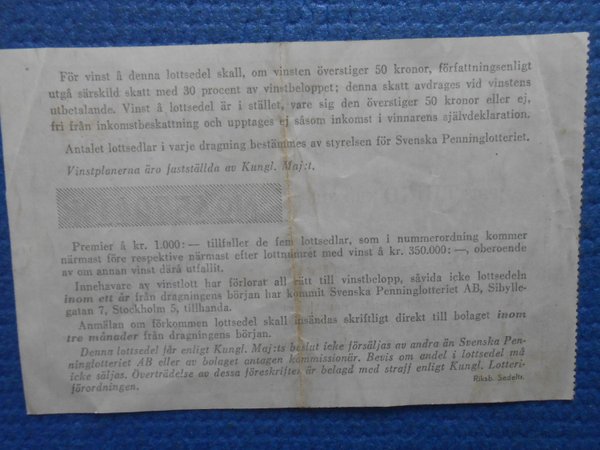 För vinst å denna lottsedel skall, om vinsten överstiger 50 kronor, författningsenligt
utgå särskild skatt med 30 procent av vinstbeloppet; denna skatt avdrages vid vinstens
utbetalande. Vinst å lottsedel är i stället, vare sig den överstiger 50 kronor eller ej,
fri från inkomstbeskattning och upptages ej såsom inkomst i vinnarens självdeklaration.
Antalet lottsedlar i varje dragning bestämmes av styrelsen för Svenska Penninglotteriet.
Vinstplanerna äro fastställda av Kungl. Maj:t.
Premier å kr. 1.000: — tillfaller de fem lottsedlar, som i nummerordning kommer
närmast före respektive närmast efter lottnumret med vinst å kr. 350.000: —, oberoende
av om annan vinst därå utfallit.
Innehavare av vinstlott har förlorat all rätt till vinstbelopp, såvida icke lottsedeln
inom ett år från dragningens början har kommit Svenska Penninglotteriet AB, Sibylle-
gatan 7, Stockholm 5, tillhanda.
Anmälan om förkommen lottsedel skall insändas skriftligt direkt till bolaget inom
tre månader från dragningens början.
Denna lottsedel får enligt Kungl. Maj:ts beslut icke försäljas av andra än Svenska Pen-
ninglotteriet AB eller av bolaget antagen kommissionär. Bevis om andel i lottsedel må
icke säljas. Överträdelse av dessa föreskrifter är belagd med straff enligt Kungl. Lotteri-
förordningen.
Riksb. Sedeltr.